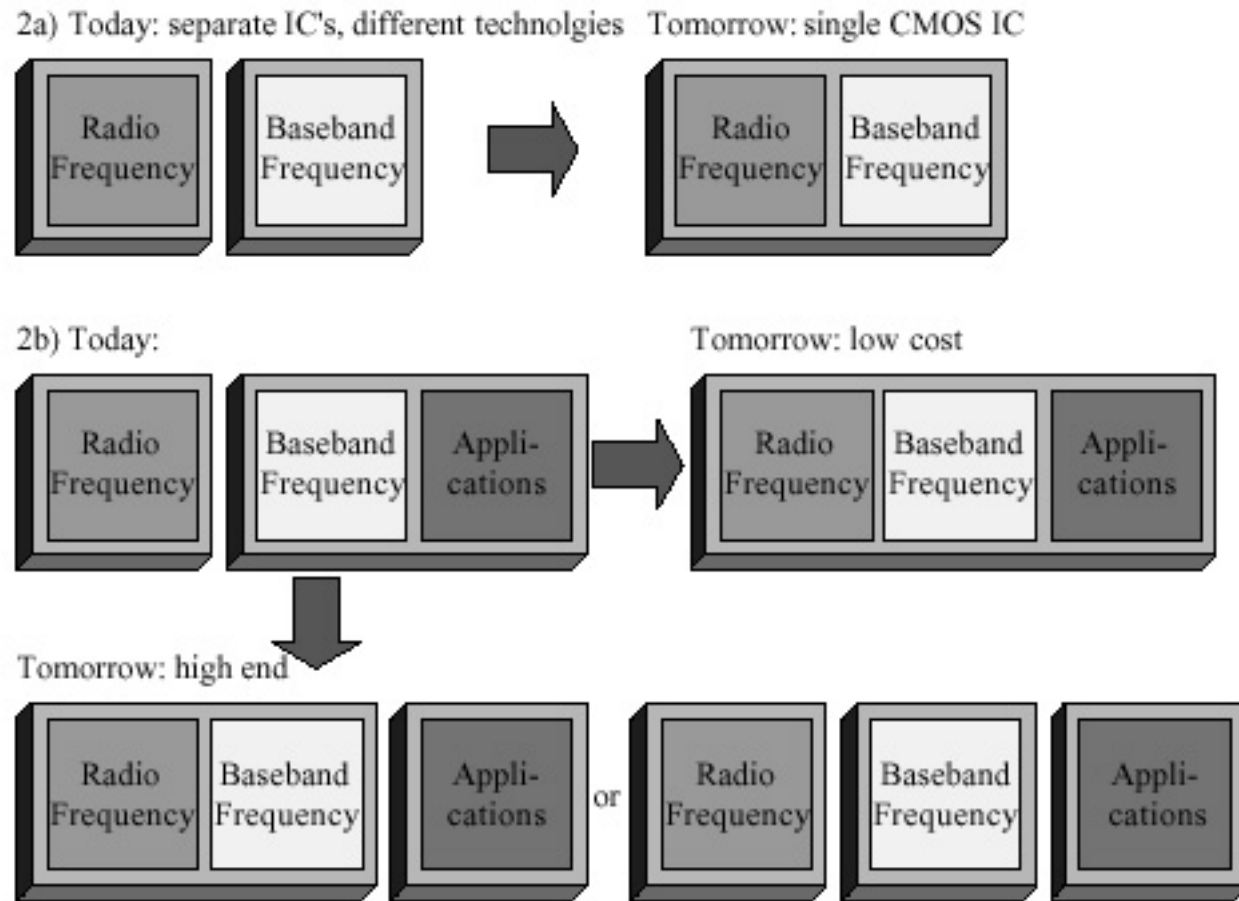 2a) Today: separate IC's, different technolgies Tomorrow: single CMOS IC
Radio
Frequency
Baseband
Frequency
Radio
Frequency
Baseband
Frequency
2b) Today:
Tomorrow: low cost
Radio
Frequency
Baseband
Frequency
Appli-
cations
Radio
Frequency
Baseband
Frequency
Appli-
cations
Tomorrow: high end
Radio
Frequency
Baseband
Frequency
Appli-
cations
or
Radio
Frequency
Baseband
Frequency
Appli-
cations